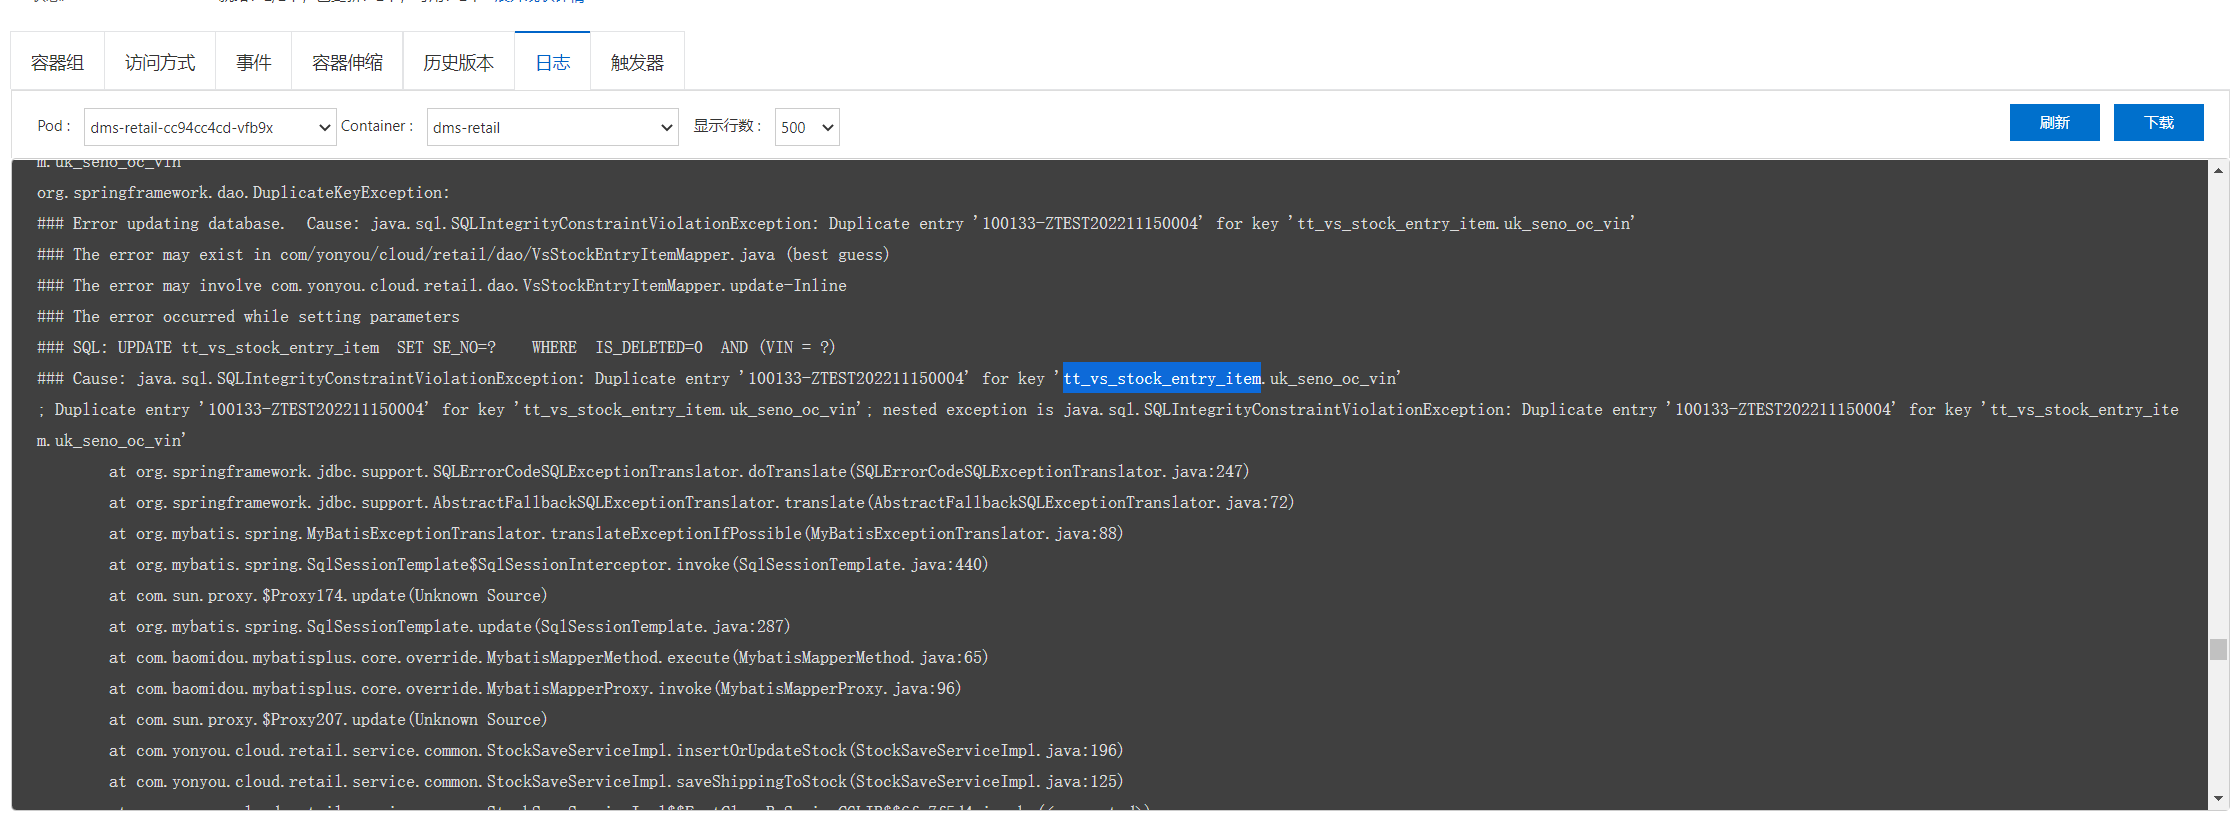 容器组 访问方式 事件 容器伸缩 历史版本 日志 触发器
Pod : dms-retail-cc94cc4cd-vfb9x Container : dms-retail 显示行数 : 500 刷新 下载
m.uk_seno_oc_vin'
org.springframework.dao.DuplicateKeyException:
### Error updating database.  Cause: java.sql.SQLIntegrityConstraintViolationException: Duplicate entry '100133-ZTEST202211150004' for key 'tt_vs_stock_entry_item.uk_seno_oc_vin'
### The error may exist in com/yonyou/cloud/retail/dao/VsStockEntryItemMapper.java (best guess)
### The error may involve com.yonyou.cloud.retail.dao.VsStockEntryItemMapper.update-Inline
### The error occurred while setting parameters
### SQL: UPDATE tt_vs_stock_entry_item  SET SE_NO=?    WHERE  IS_DELETED=0  AND (VIN = ?)
### Cause: java.sql.SQLIntegrityConstraintViolationException: Duplicate entry '100133-ZTEST202211150004' for key 'tt_vs_stock_entry_item.uk_seno_oc_vin'
; Duplicate entry '100133-ZTEST202211150004' for key 'tt_vs_stock_entry_item.uk_seno_oc_vin'; nested exception is java.sql.SQLIntegrityConstraintViolationException: Duplicate entry '100133-ZTEST202211150004' for key 'tt_vs_stock_entry_ite
m.uk_seno_oc_vin'
at org.springframework.jdbc.support.SQLErrorCodeSQLExceptionTranslator.doTranslate(SQLErrorCodeSQLExceptionTranslator.java:247)
at org.springframework.jdbc.support.AbstractFallbackSQLExceptionTranslator.translate(AbstractFallbackSQLExceptionTranslator.java:72)
at org.mybatis.spring.MyBatisExceptionTranslator.translateExceptionIfPossible(MyBatisExceptionTranslator.java:88)
at org.mybatis.spring.SqlSessionTemplate$SqlSessionInterceptor.invoke(SqlSessionTemplate.java:440)
at com.sun.proxy.$Proxy174.update(Unknown Source)
at org.mybatis.spring.SqlSessionTemplate.update(SqlSessionTemplate.java:287)
at com.baomidou.mybatisplus.core.override.MybatisMapperMethod.execute(MybatisMapperMethod.java:65)
at com.baomidou.mybatisplus.core.override.MybatisMapperProxy.invoke(MybatisMapperProxy.java:96)
at com.sun.proxy.$Proxy207.update(Unknown Source)
at com.yonyou.cloud.retail.service.common.StockSaveServiceImpl.insertOrUpdateStock(StockSaveServiceImpl.java:196)
at com.yonyou.cloud.retail.service.common.StockSaveServiceImpl.saveShippingToStock(StockSaveServiceImpl.java:125)